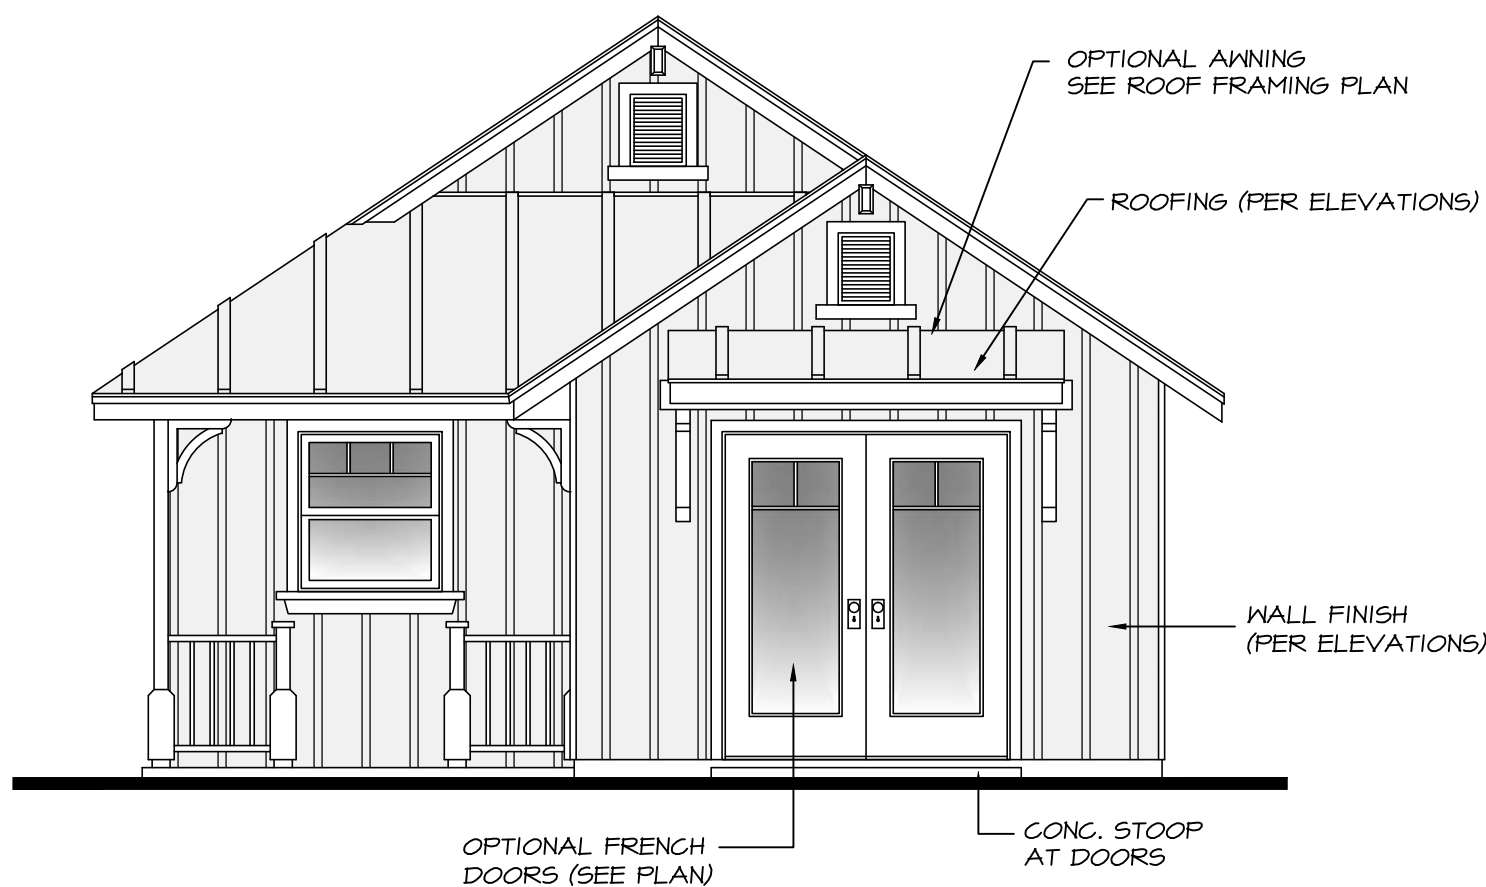 OPTIONAL AWNING
SEE ROOF FRAMING PLAN
ROOFING (PER ELEVATIONS)
WALL FINISH
(PER ELEVATIONS)
OPTIONAL FRENCH
DOORS (SEE PLAN)
CONC. STOOP
AT DOORS